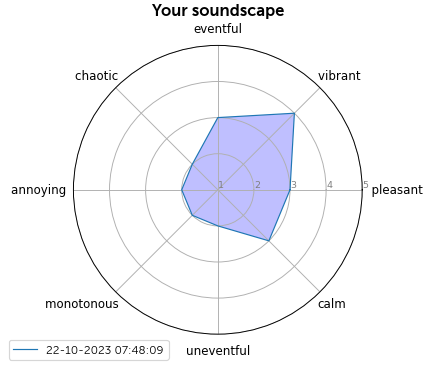 Your soundscape
eventful
chaotic
vibrant
annoying
1
2
3
4
5
pleasant
monotonous
calm
22-10-2023 07:48:09
uneventful